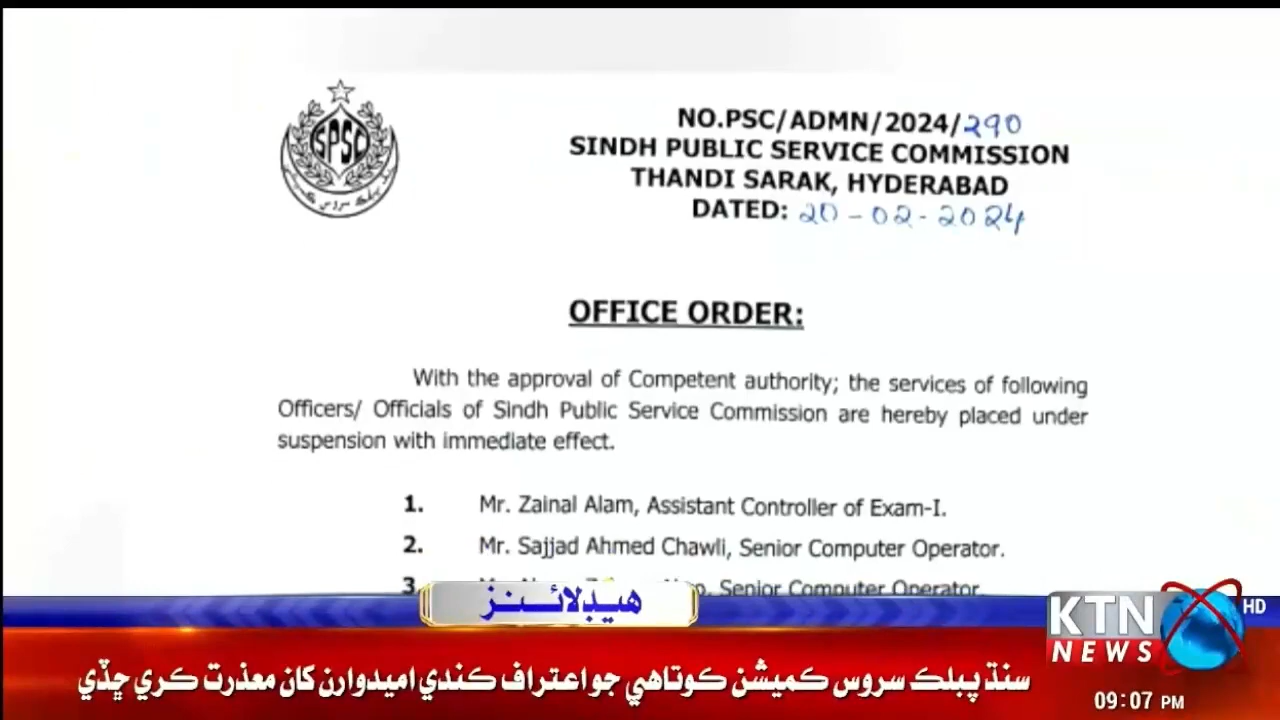 SPSC
NO.PSC/ADMN/2024/290
SINDH PUBLIC SERVICE COMMISSION
THANDI SARAK, HYDERABAD
DATED: 20-02-2024
OFFICE ORDER:
With the approval of Competent authority; the services of following
Officers/ Officials of Sindh Public Service Commission are hereby placed under
suspension with immediate effect.
1. Mr. Zainal Alam, Assistant Controller of Exam-I.
2. Mr. Sajjad Ahmed Chawli, Senior Computer Operator.
3 Senior Computer Operator.
هيڊلائنز
KTN NEWS HD
سنڌ پبلڪ سروس ڪميشن ڪوتاهي جو اعتراف ڪندي اميدوارن کان معذرت ڪري ڇڏي
09:07 PM